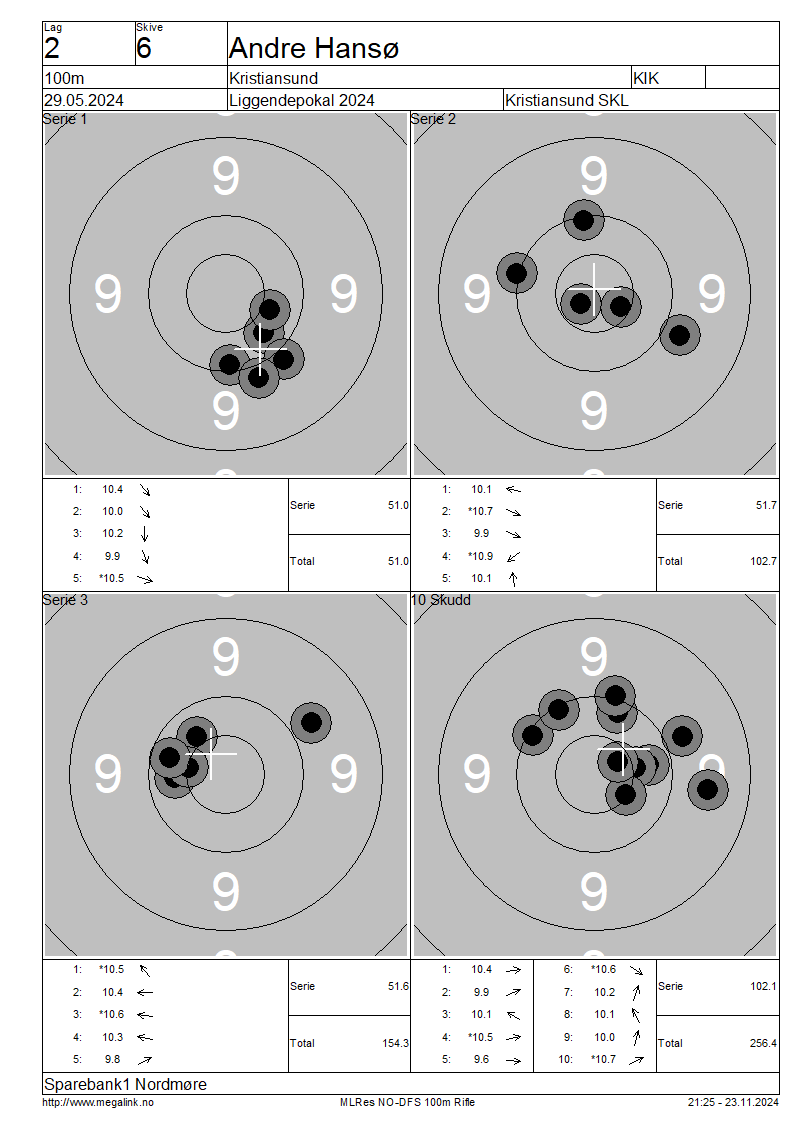 Lag Skive
2 6 Andre Hansø
100m Kristiansund KIK
29.05.2024 Liggendepokal 2024 Kristiansund SKL
Serie 1
9
9 9
9
1: 10.4
2: 10.0
3: 10.2
4: 9.9
5: *10.5
Serie 51.0
Total 51.0
Serie 2
9
9 9
9
1: 10.1
2: *10.7
3: 9.9
4: *10.9
5: 10.1
Serie 51.7
Total 102.7
Serie 3
9
9 9
9
1: *10.5
2: 10.4
3: *10.6
4: 10.3
5: 9.8
Serie 51.6
Total 154.3
10 Skudd
9
9 9
9
1: 10.4
2: 9.9
3: 10.1
4: *10.5
5: 9.6
6: *10.6
7: 10.2
8: 10.1
9: 10.0
10: *10.7
Serie 102.1
Total 256.4
Sparebank1 Nordmøre
http://www.megalink.no MLRes NO-DFS 100m Rifle 21:25 - 23.11.2024